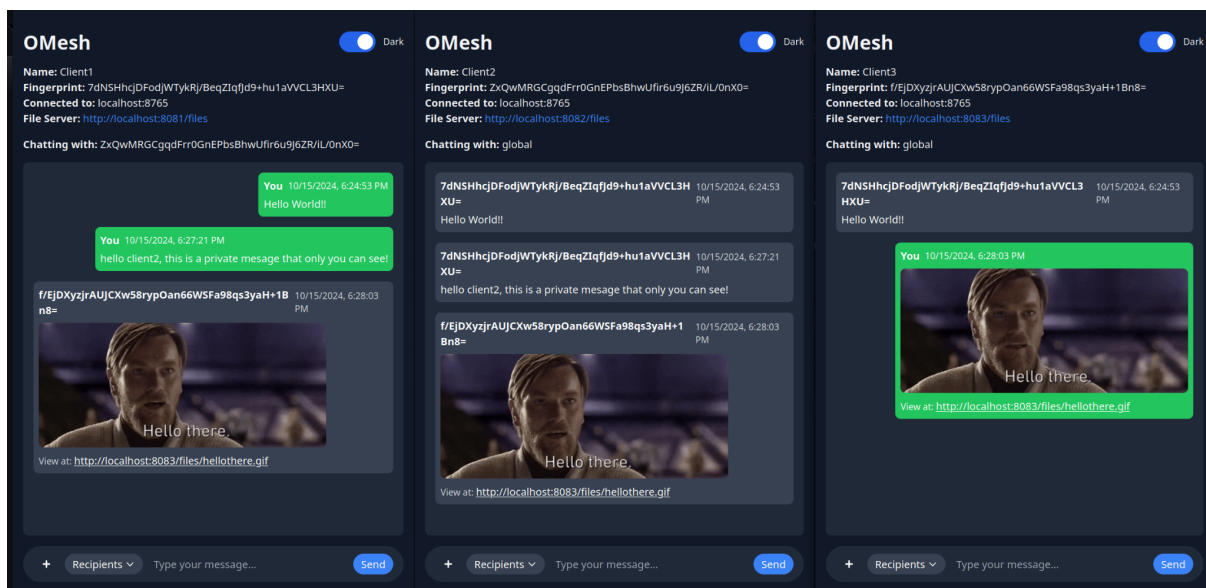 OMesh
Dark
Name: Client1
Fingerprint: 7dNSHhcjDFodjWTykRj/BeqZIqfJd9+hu1aVVCL3HXU=
Connected to: localhost:8765
File Server: http://localhost:8081/files
Chatting with: ZxQwMRGCgqdFrr0GnEPbsBhwUfir6u9J6ZR/iL/0nX0=
You 10/15/2024, 6:24:53 PM
Hello World!!
You 10/15/2024, 6:27:21 PM
hello client2, this is a private mesage that only you can see!
f/EjDXyzjrAUJCXw58rypOan66WSFa98qs3yaH+1B 10/15/2024, 6:28:03
n8= PM
Hello there.
View at: http://localhost:8083/files/hellothere.gif
+ Recipients Type your message... Send
OMesh
Dark
Name: Client2
Fingerprint: ZxQwMRGCgqdFrr0GnEPbsBhwUfir6u9J6ZR/iL/0nX0=
Connected to: localhost:8765
File Server: http://localhost:8082/files
Chatting with: global
7dNSHhcjDFodjWTykRj/BeqZIqfJd9+hu1aVVCL3H 10/15/2024, 6:24:53
XU= PM
Hello World!!
7dNSHhcjDFodjWTykRj/BeqZIqfJd9+hu1aVVCL3H 10/15/2024, 6:27:21
XU= PM
hello client2, this is a private mesage that only you can see!
f/EjDXyzjrAUJCXw58rypOan66WSFa98qs3yaH+1 10/15/2024, 6:28:03
Bn8= PM
Hello there.
View at: http://localhost:8083/files/hellothere.gif
+ Recipients Type your message... Send
OMesh
Dark
Name: Client3
Fingerprint: f/EjDXyzjrAUJCXw58rypOan66WSFa98qs3yaH+1Bn8=
Connected to: localhost:8765
File Server: http://localhost:8083/files
Chatting with: global
7dNSHhcjDFodjWTykRj/BeqZIqfJd9+hu1aVVCL3 10/15/2024, 6:24:53
HXU= PM
Hello World!!
You 10/15/2024, 6:28:03 PM
Hello there.
View at: http://localhost:8083/files/hellothere.gif
+ Recipients Type your message... Send